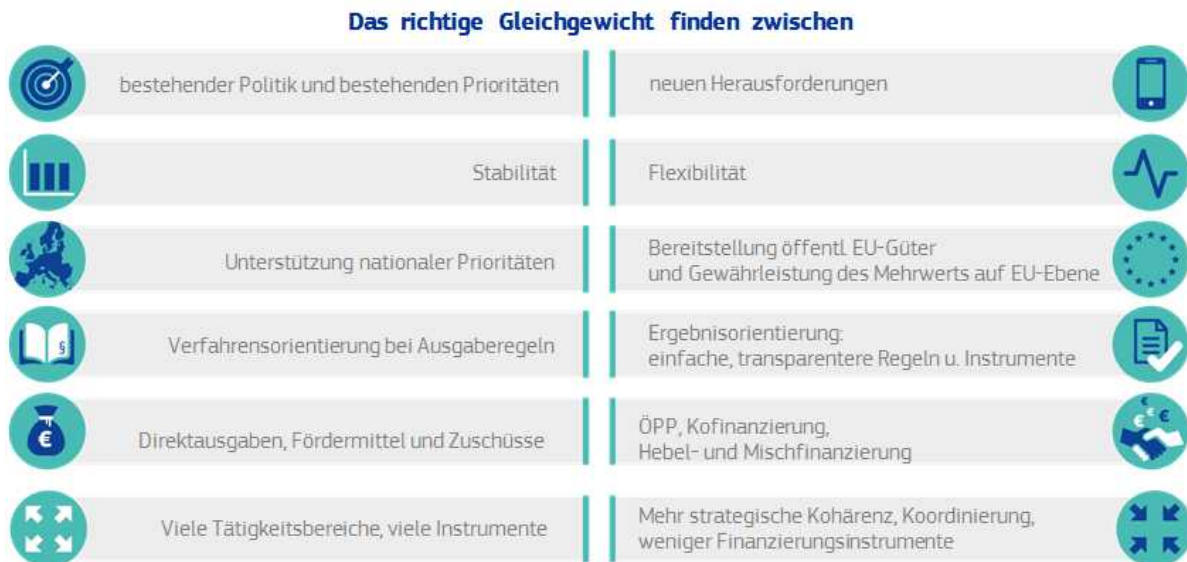 Das richtige Gleichgewicht finden zwischen
bestehender Politik und bestehenden Prioritäten
neuen Herausforderungen
Stabilität
Flexibilität
Unterstützung nationaler Prioritäten
Bereitstellung öffentl. EU-Güter
und Gewährleistung des Mehrwerts auf EU-Ebene
§
Verfahrensorientierung bei Ausgaberegeln
Ergebnisorientierung:
einfache, transparentere Regeln u. Instrumente
€
Direktausgaben, Fördermittel und Zuschüsse
ÖPP, Kofinanzierung,
Hebel- und Mischfinanzierung
€ € € €
Viele Tätigkeitsbereiche, viele Instrumente
Mehr strategische Kohärenz, Koordinierung,
weniger Finanzierungsinstrumente